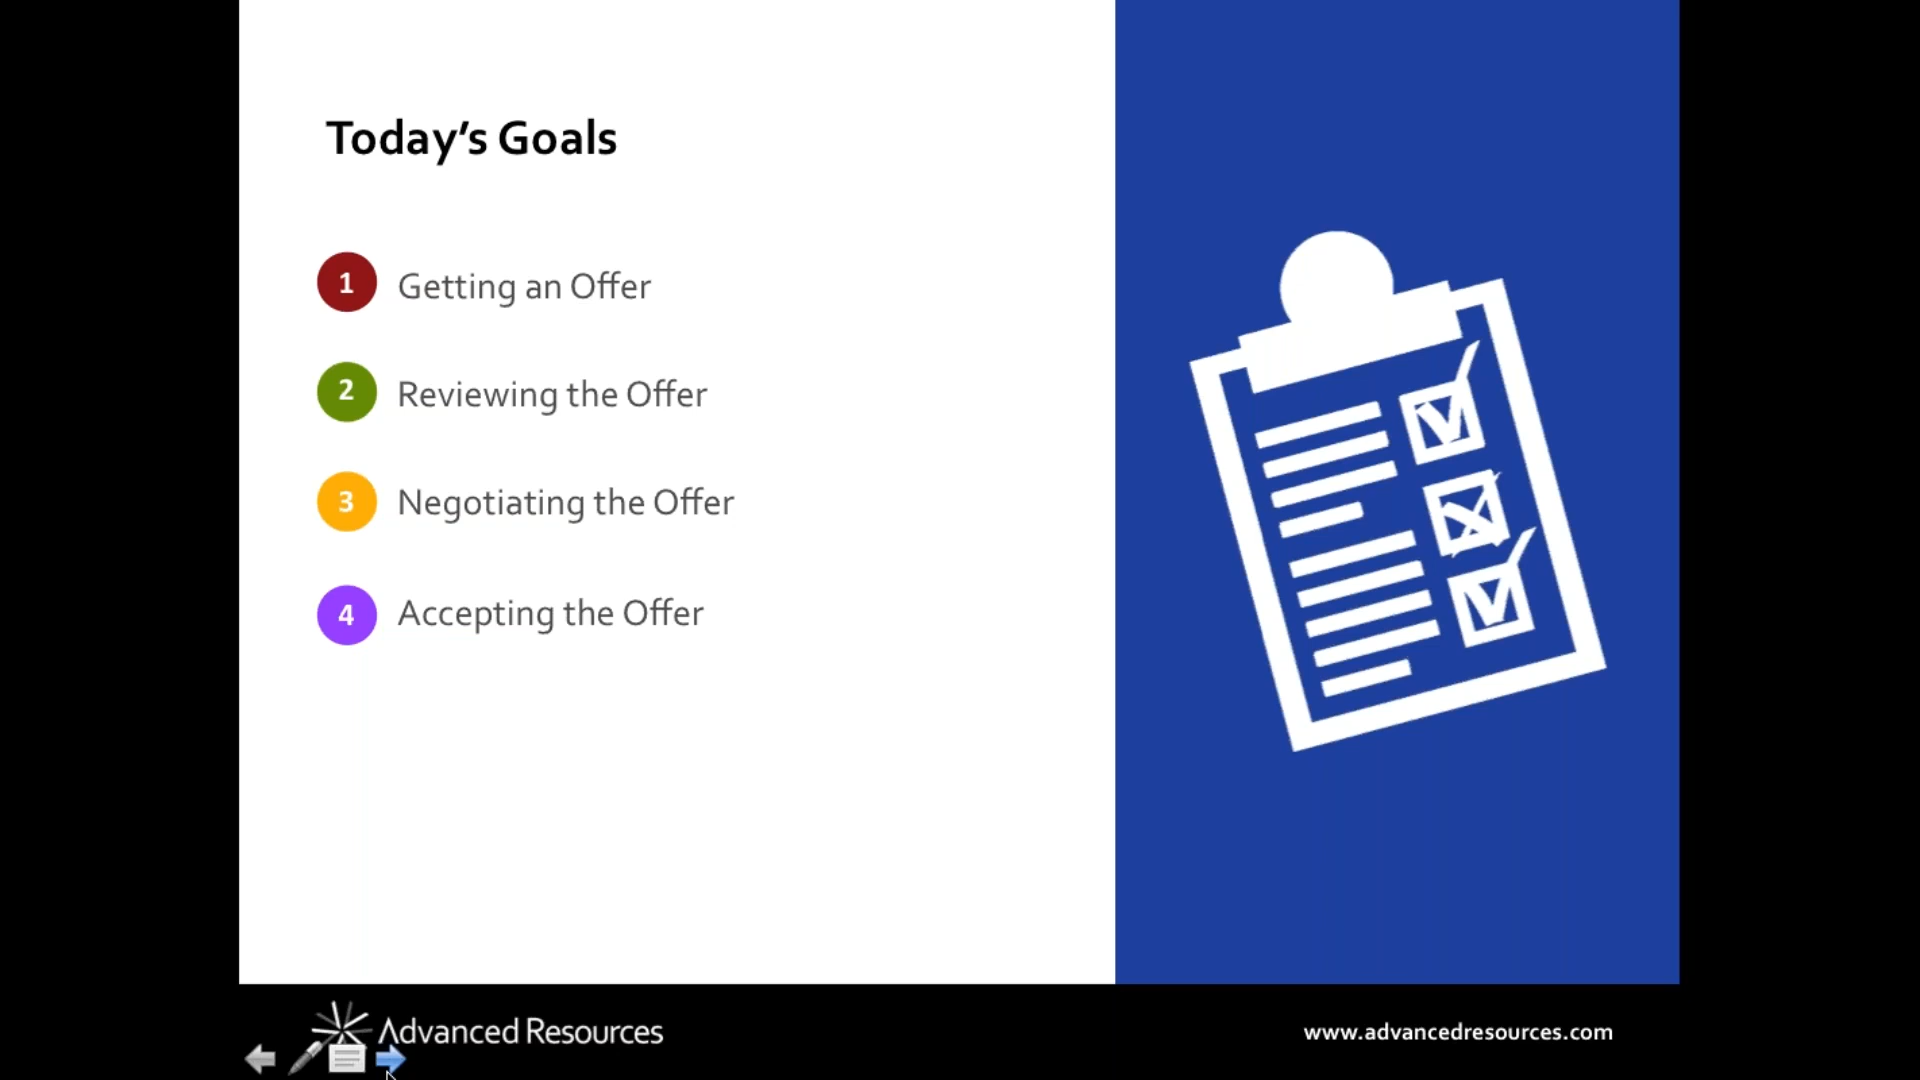 Today’s Goals
1 Getting an Offer
2 Reviewing the Offer
3 Negotiating the Offer
4 Accepting the Offer
Advanced Resources
www.advancedresources.com